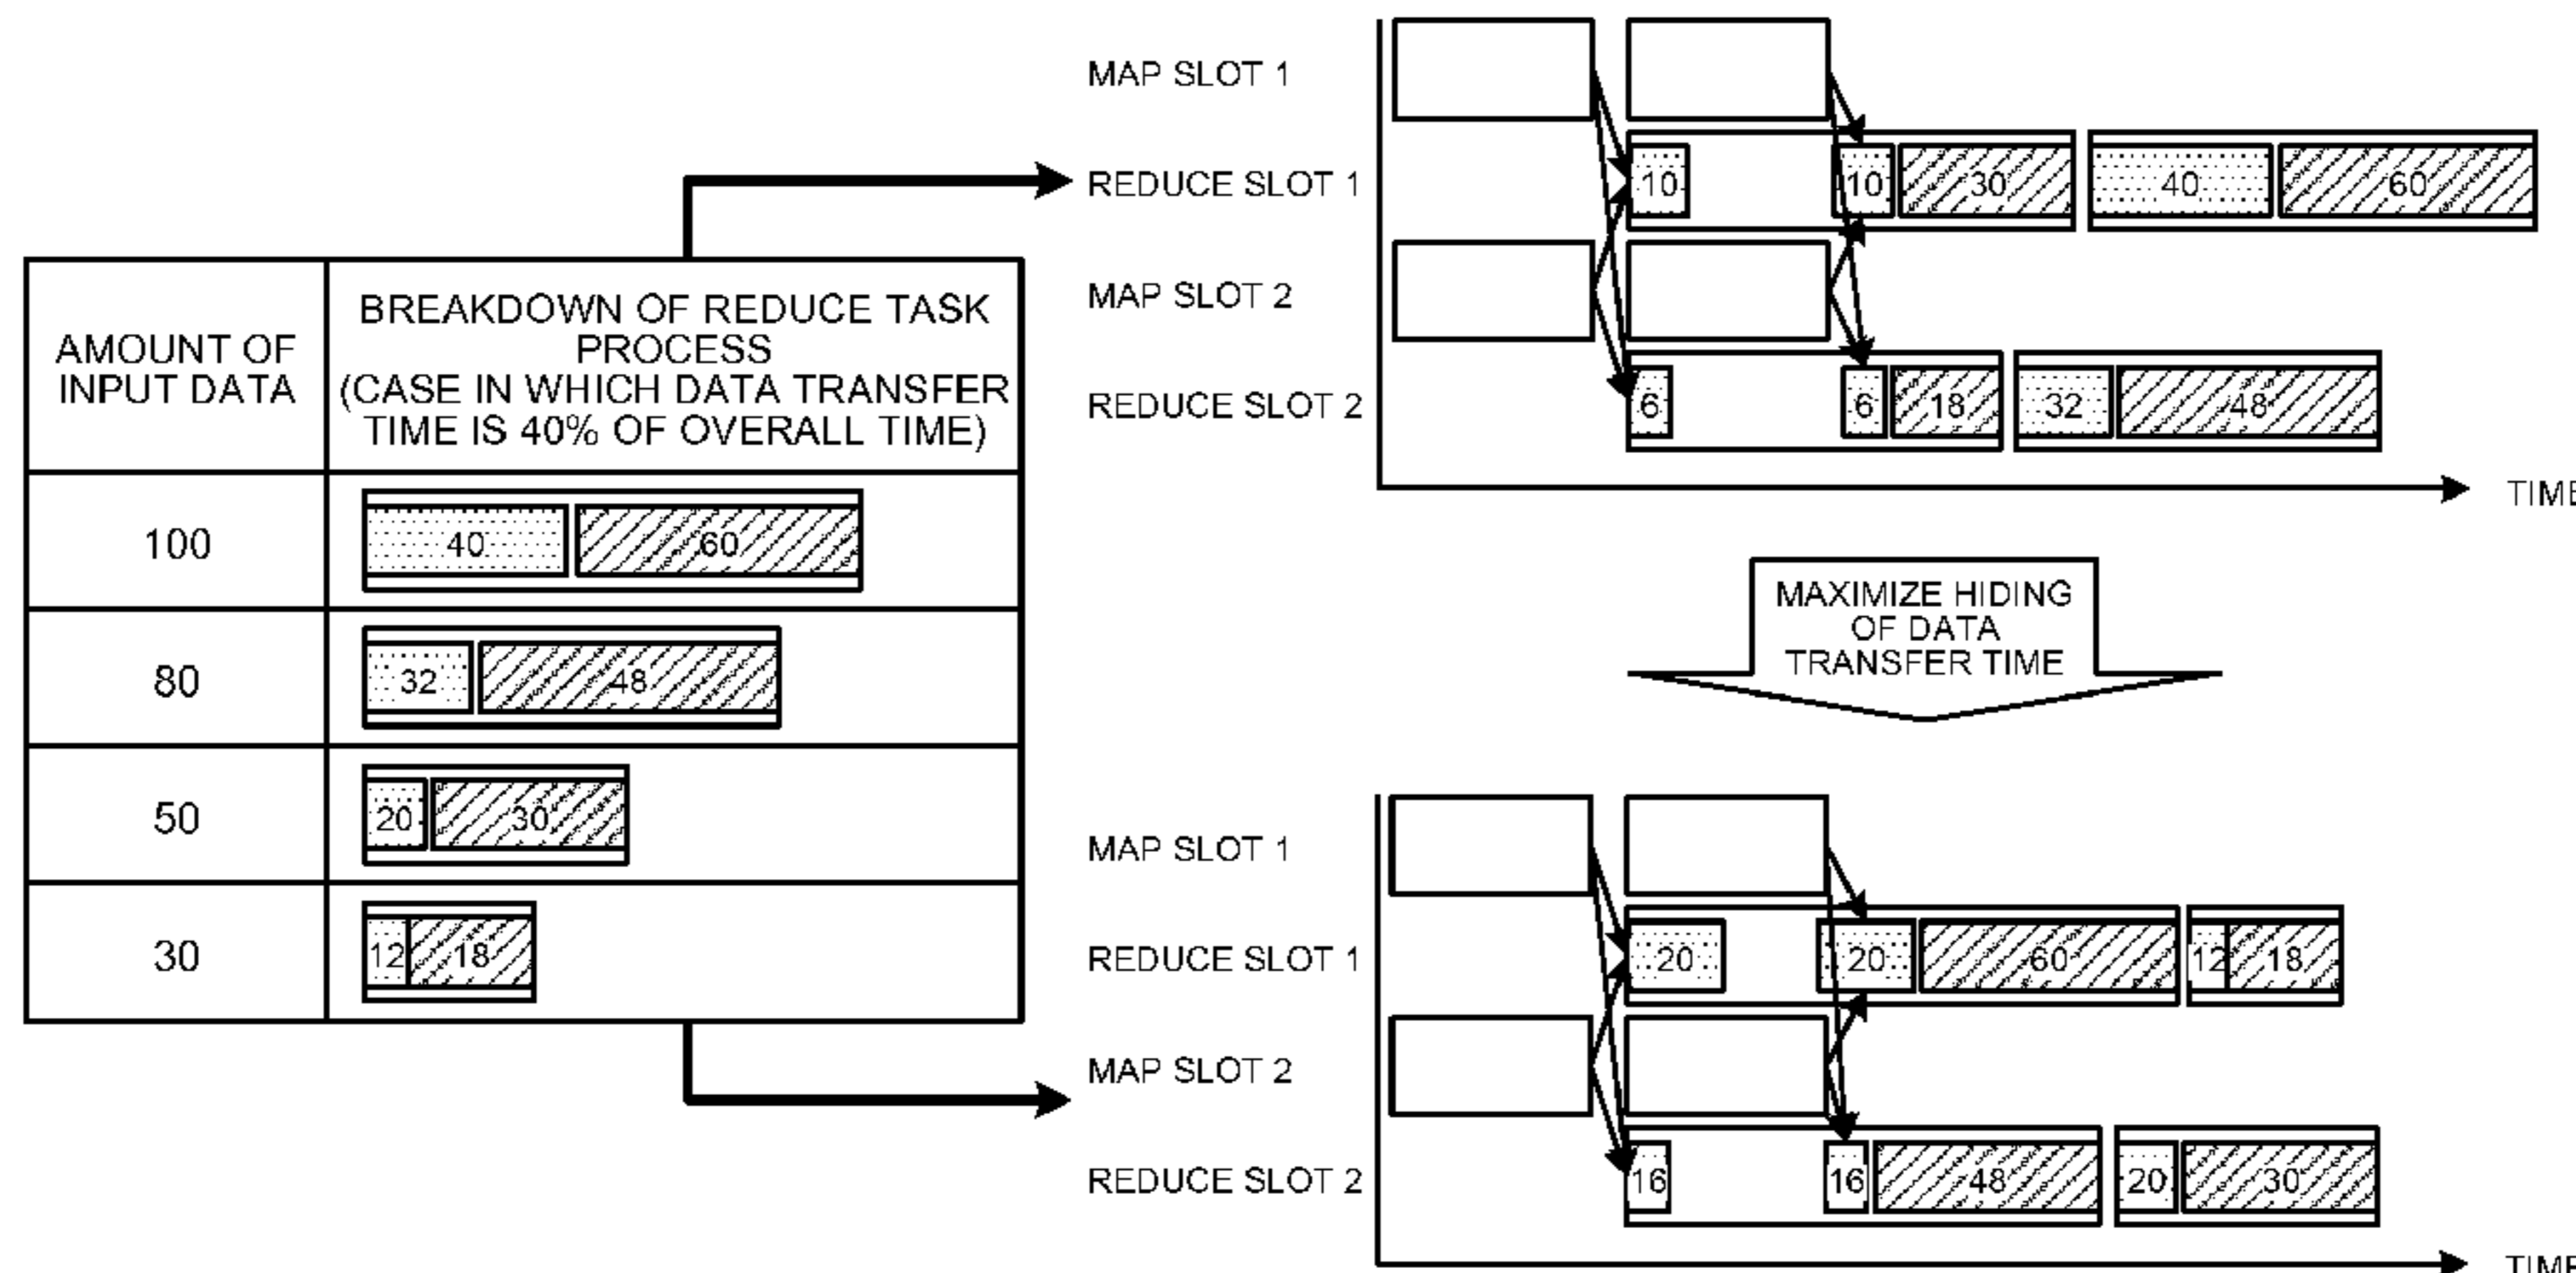 AMOUNT OF
INPUT DATA
BREAKDOWN OF REDUCE TASK
PROCESS
(CASE IN WHICH DATA TRANSFER
TIME IS 40% OF OVERALL TIME)
100
40
60
80
32
48
50
20
30
30
12
18
MAP SLOT 1
REDUCE SLOT 1
10
10
30
40
60
MAP SLOT 2
REDUCE SLOT 2
6
6
18
32
48
TIME
MAXIMIZE HIDING
OF DATA
TRANSFER TIME
MAP SLOT 1
REDUCE SLOT 1
20
20
60
12
18
MAP SLOT 2
REDUCE SLOT 2
16
16
48
20
30
TIME